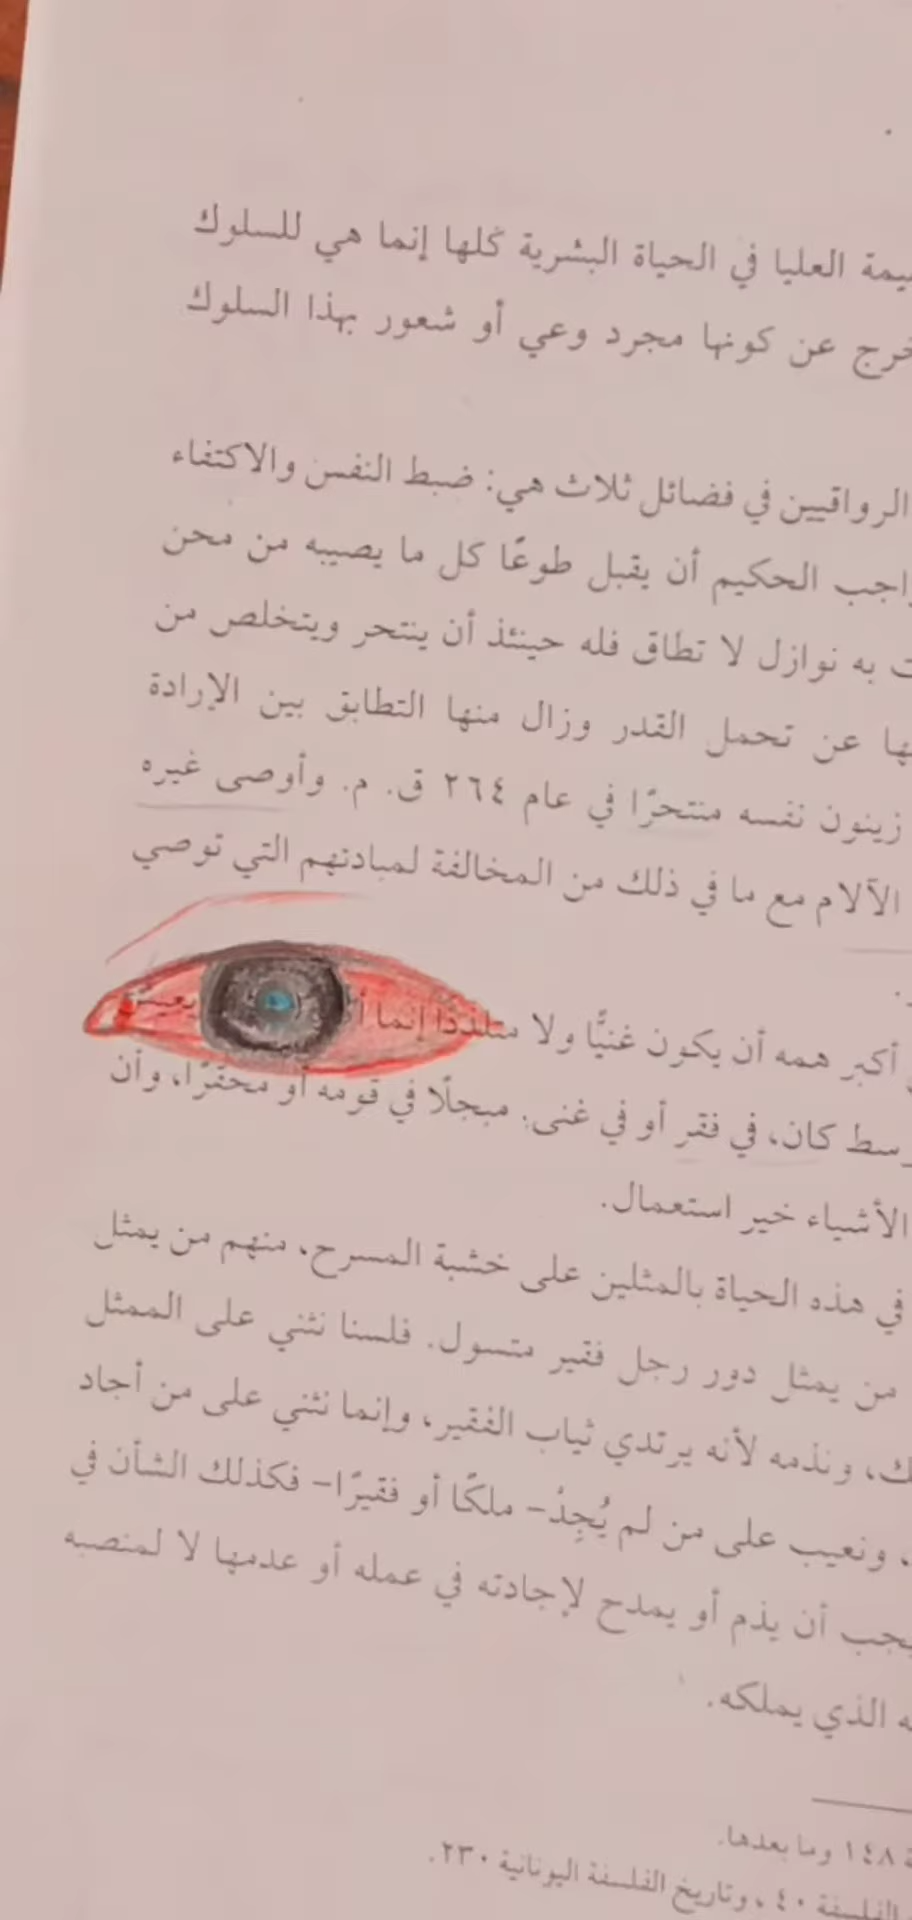 العليا في الحياة البشرية كلها إنما هي للسلوك
عن كونها مجرد وعي أو شعور بهذا السلوك
الرواقيين في فضائل ثلاث هي: ضبط النفس والاكتفاء
الحكيم أن يقبل طوعًا كل ما يصيبه من محن
به نوازل لا تطاق فله حينئذ أن ينتحر ويتخلص من
عن تحمل القدر وزال منها التطابق بين الإرادة
زينون نفسه منتحرًا في عام ٢٦٤ ق. م. وأوصى غيره
الآلام مع ما في ذلك من المخالفة لمبادئهم التي توصي
أكبر همه أن يكون غنيًّا ولا متلذذًا إنما
كان، في فقر أو في غنى. مبجلًا في قومه أو محقرًا، وأن
الأشياء خير استعمال.
في هذه الحياة بالمثلين على خشبة المسرح، منهم من يمثل
من يمثل دور رجل فقير متسول. فلسنا نثني على الممثل
ونذمه لأنه يرتدي ثياب الفقير، وإنما نثني على من أجاد
، ونعيب على من لم يُجِدْ- ملكًا أو فقيرًا- فكذلك الشأن في
أن يذم أو يمدح لإجادته في عمله أو عدمها لا لمنصبه
الذي يملكه.
١٤٨ وما بعدها.
الفلسفة ٤٠، وتاريخ الفلسفة اليونانية ٢٣٠.